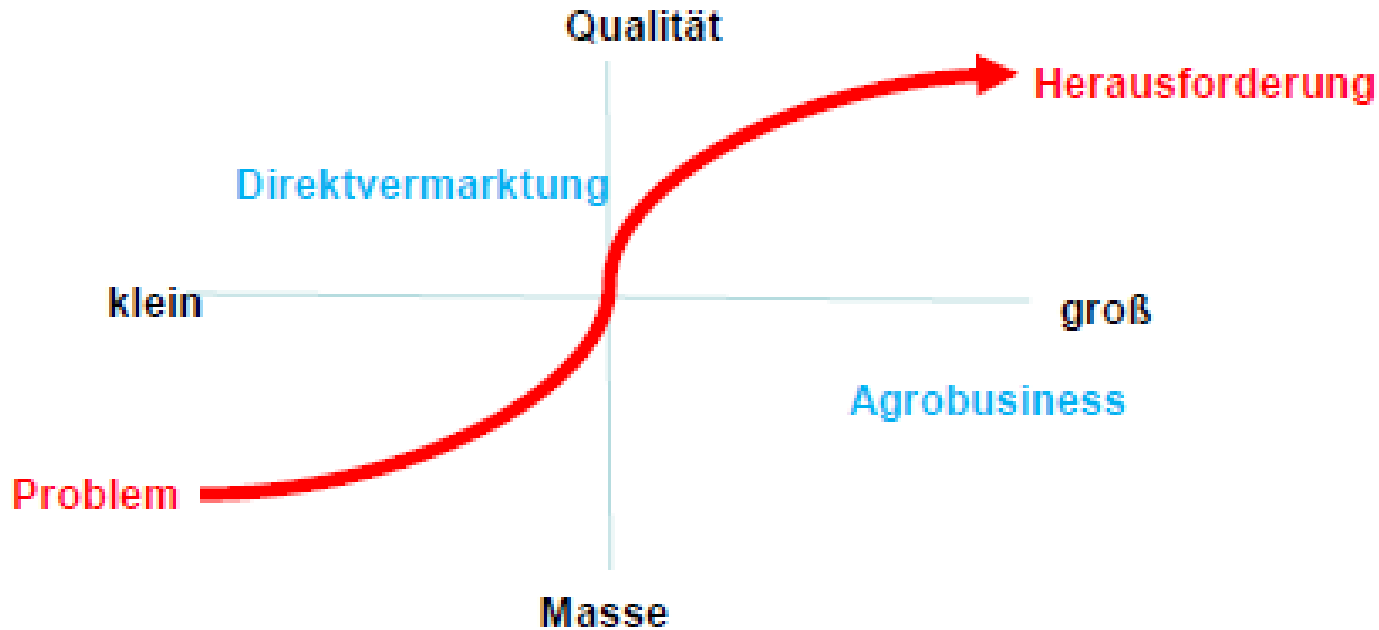 Qualität
Herausforderung
Direktvermarktung
klein
groß
Agrobusiness
Problem
Masse